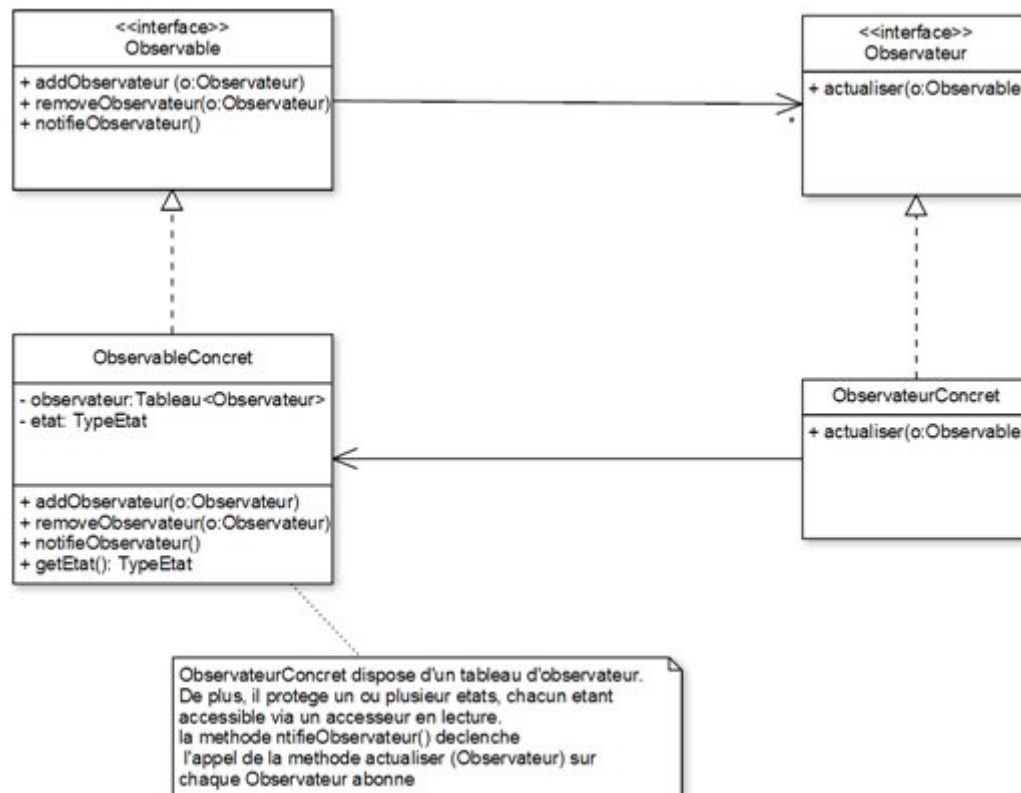 <<interface>>
Observable
+ addObservateur (o:Observateur)
+ removeObservateur(o:Observateur)
+ notifieObservateur()
<<interface>>
Observateur
+ actualiser(o:Observable
*
ObservableConcret
- observateur:Tableau<Observateur>
- etat: TypeEtat
+ addObservateur(o:Observateur)
+ removeObservateur(o:Observateur)
+ notifieObservateur()
+ getEtat(): TypeEtat
ObservateurConcret
+ actualiser(o:Observable
ObservateurConcret dispose d'un tableau d'observateur.
De plus, il protege un ou plusieur etats, chacun etant
accessible via un accesseur en lecture.
la methode ntifieObservateur() declenche
l'appel de la methode actualiser (Observateur) sur
chaque Observateur abonne